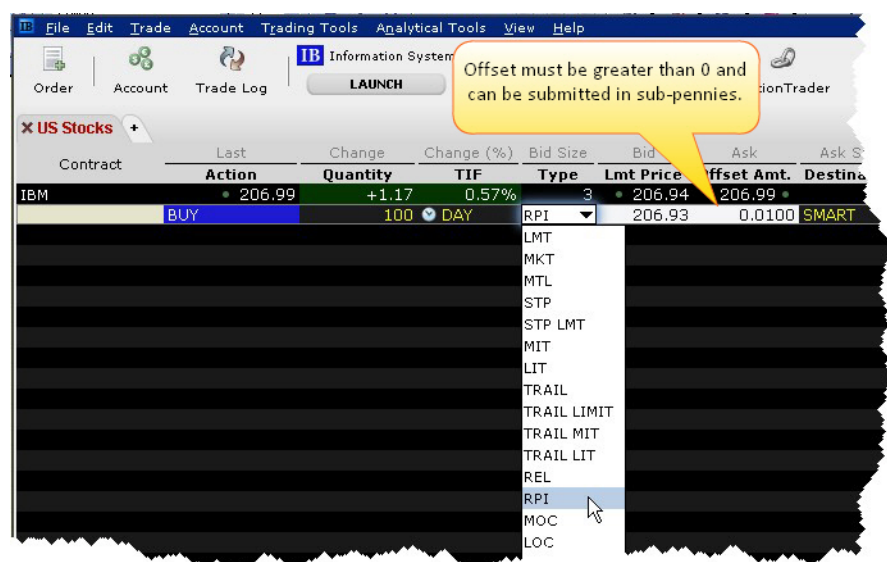 IB File Edit Trade Account Trading Tools Analytical Tools View Help
IB Information System
Offset must be greater than 0 and
can be submitted in sub-pennies.
Order Account Trade Log LAUNCH
US Stocks +
Contract Last Change Change (%) Bid Size Bid Ask Ask S
Action Quantity TIF Type Lmt Price Offset Amt. Destina
IBM 206.99 +1.17 0.57% 3 206.94 206.99
BUY 100 DAY RPI 206.93 0.0100 SMART
LMT
MKT
MTL
STP
STP LMT
MIT
LIT
TRAIL
TRAIL LIMIT
TRAIL MIT
TRAIL LIT
REL
RPI
MOC
LOC